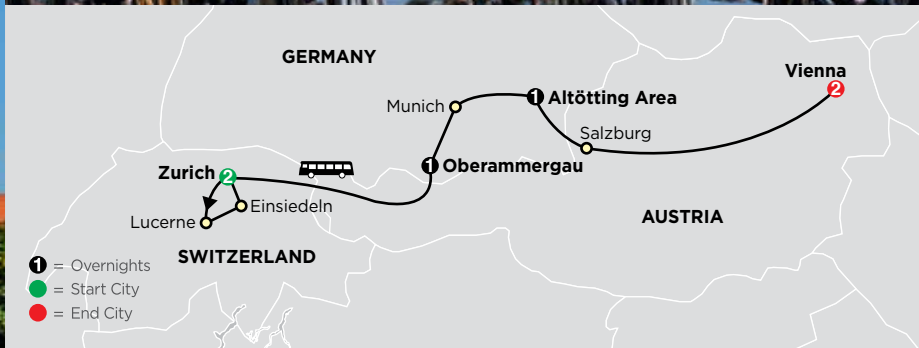 GERMANY
Vienna
2
Munich
1 Altötting Area
Salzburg
Zurich 2
1 Oberammergau
Einsiedeln
Lucerne
AUSTRIA
SWITZERLAND
1 = Overnights
= Start City
= End City